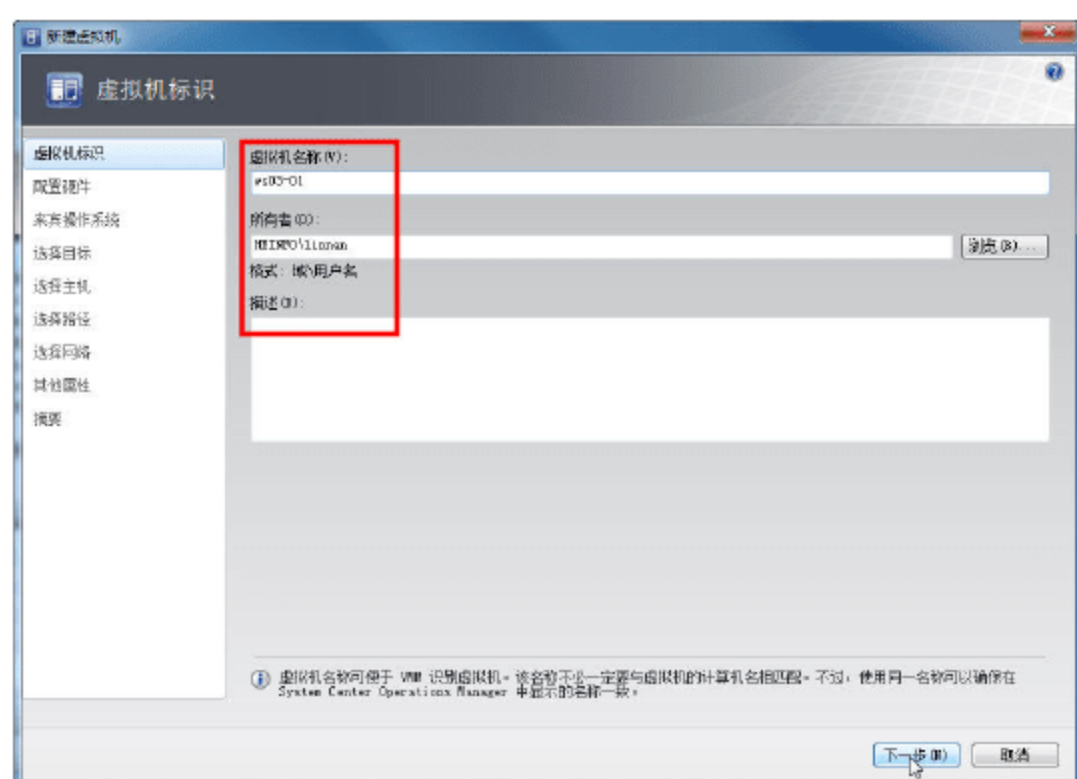 新建虚拟机
虚拟机标识
虚拟机标识
配置硬件
来宾操作系统
选择目标
选择主机
选择路径
选择网络
其他属性
摘要
虚拟机名称(V):
ws03-01
所有者(O):
浏览(B)...
格式: 域\用户名
描述(D):
虚拟机名称可便于 VMM 识别虚拟机。该名称不必一定要与虚拟机的计算机名相匹配。不过，使用同一名称可以确保在
System Center Operations Manager 中显示的名称一致。
下一步(N)
取消